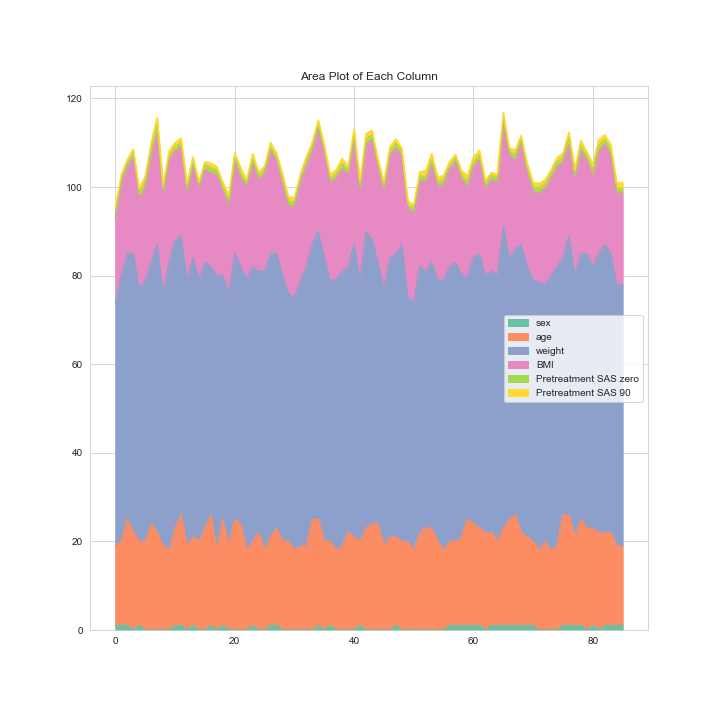 Area Plot of Each Column
120
100
80
60
40
20
0
sex
age
weight
BMI
Pretreatment SAS zero
Pretreatment SAS 90
0 20 40 60 80